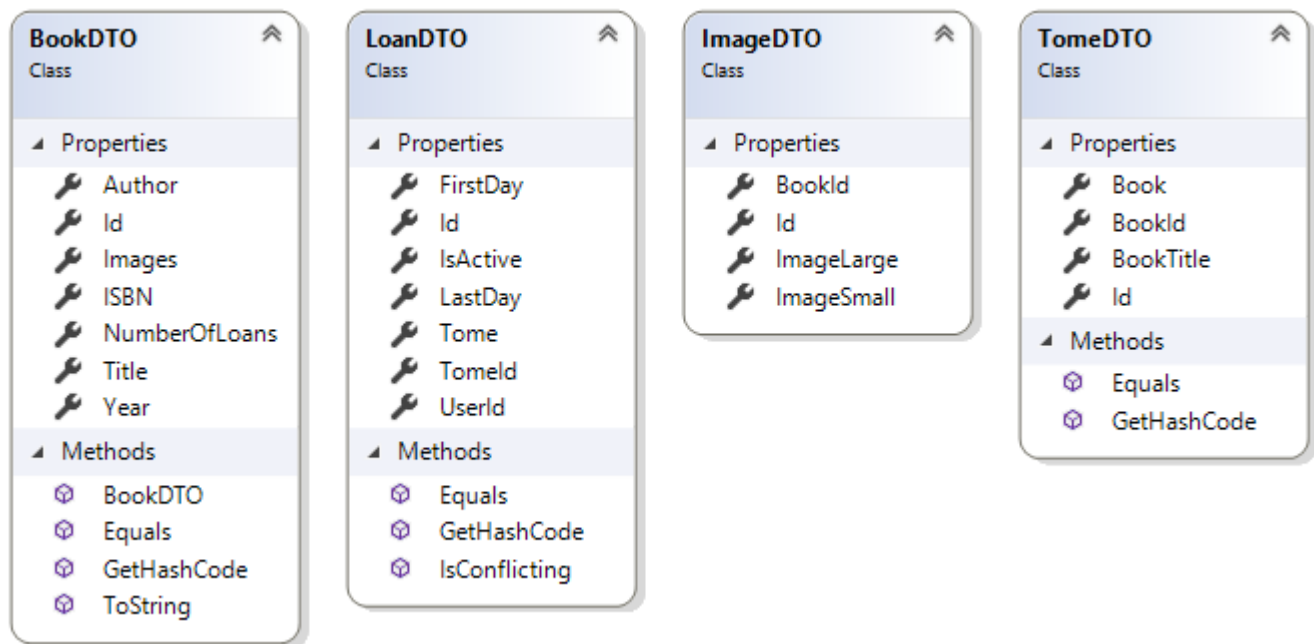 BookDTO
Class
Properties
Author
Id
Images
ISBN
NumberOfLoans
Title
Year
Methods
BookDTO
Equals
GetHashCode
ToString
LoanDTO
Class
Properties
FirstDay
Id
IsActive
LastDay
Tome
TomeId
UserId
Methods
Equals
GetHashCode
IsConflicting
ImageDTO
Class
Properties
BookId
Id
ImageLarge
ImageSmall
TomeDTO
Class
Properties
Book
BookId
BookTitle
Id
Methods
Equals
GetHashCode